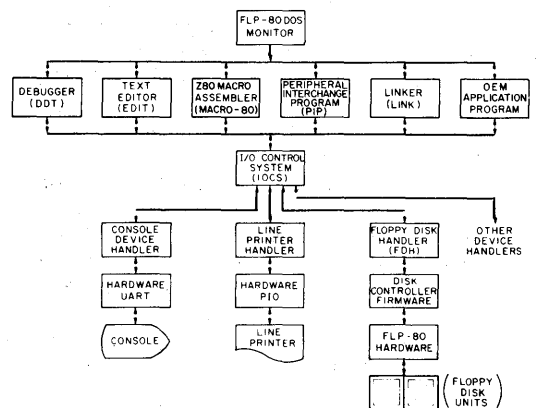 FLP-80 DOS
MONITOR
DEBUGGER
(DDT)
TEXT
EDITOR
(EDIT)
Z80 MACRO
ASSEMBLER
(MACRO-80)
PERIPHERAL
INTERCHANGE
PROGRAM
(PIP)
LINKER
(LINK)
OEM
APPLICATION
PROGRAM
I/O CONTROL
SYSTEM
(IOCS)
CONSOLE
DEVICE
HANDLER
LINE
PRINTER
HANDLER
FLOPPY DISK
HANDLER
(FDH)
OTHER
DEVICE
HANDLERS
HARDWARE
UART
HARDWARE
PIO
DISK
CONTROLLER
FIRMWARE
CONSOLE
LINE
PRINTER
FLP-80
HARDWARE
(FLOPPY
DISK
UNITS)